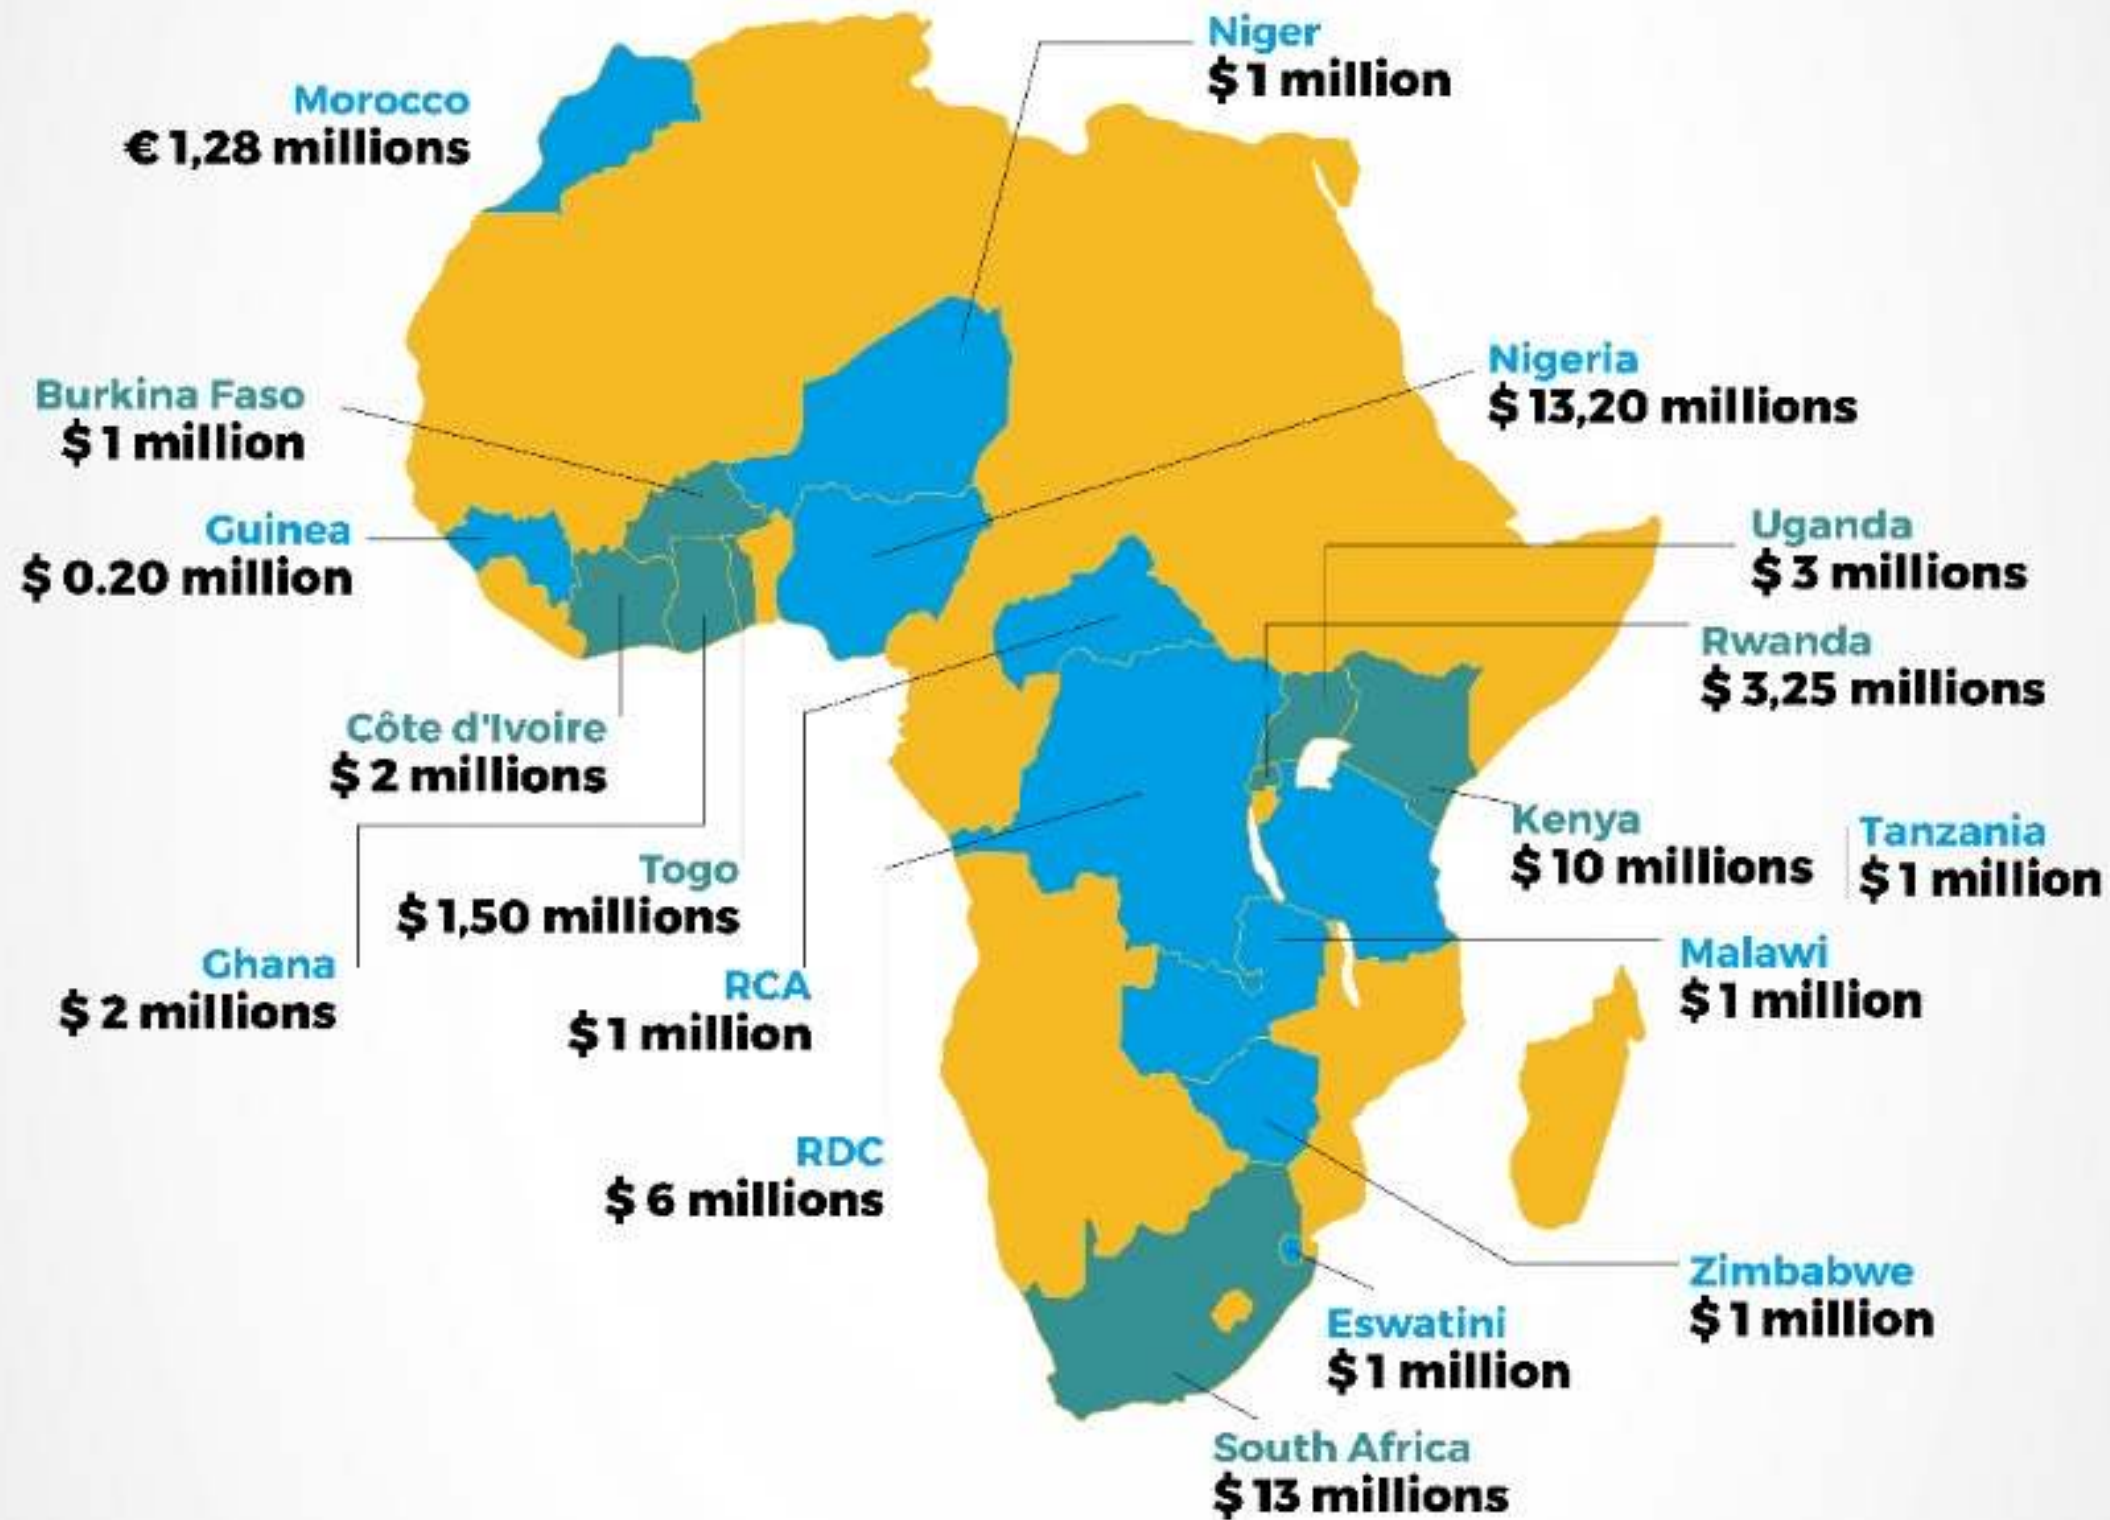 Niger
$ 1 million
Morocco
€ 1,28 millions
Nigeria
$ 13,20 millions
Burkina Faso
$ 1 million
Guinea
$ 0.20 million
Uganda
$ 3 millions
Rwanda
$ 3,25 millions
Côte d'Ivoire
$ 2 millions
Kenya
$ 10 millions
Tanzania
$ 1 million
Togo
$ 1,50 millions
Ghana
$ 2 millions
RCA
$ 1 million
Malawi
$ 1 million
RDC
$ 6 millions
Zimbabwe
$ 1 million
Eswatini
$ 1 million
South Africa
$ 13 millions